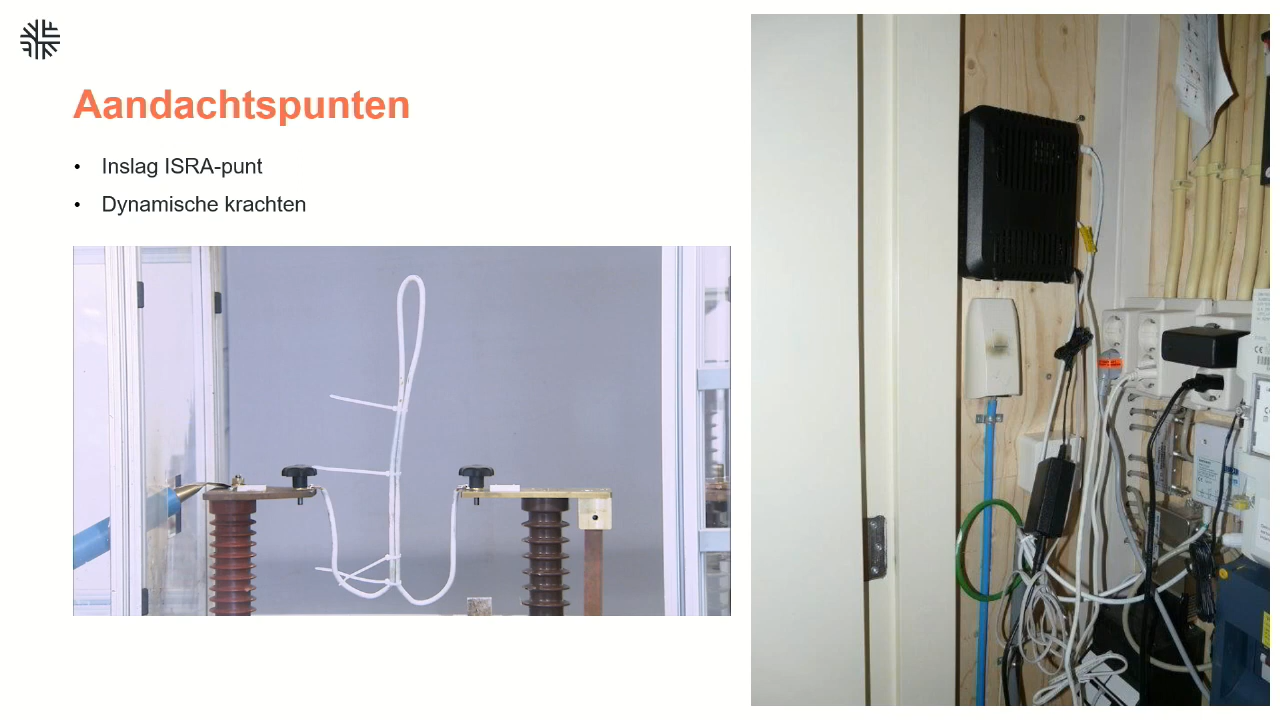 Aandachtspunten
• Inslag ISRA-punt
• Dynamische krachten